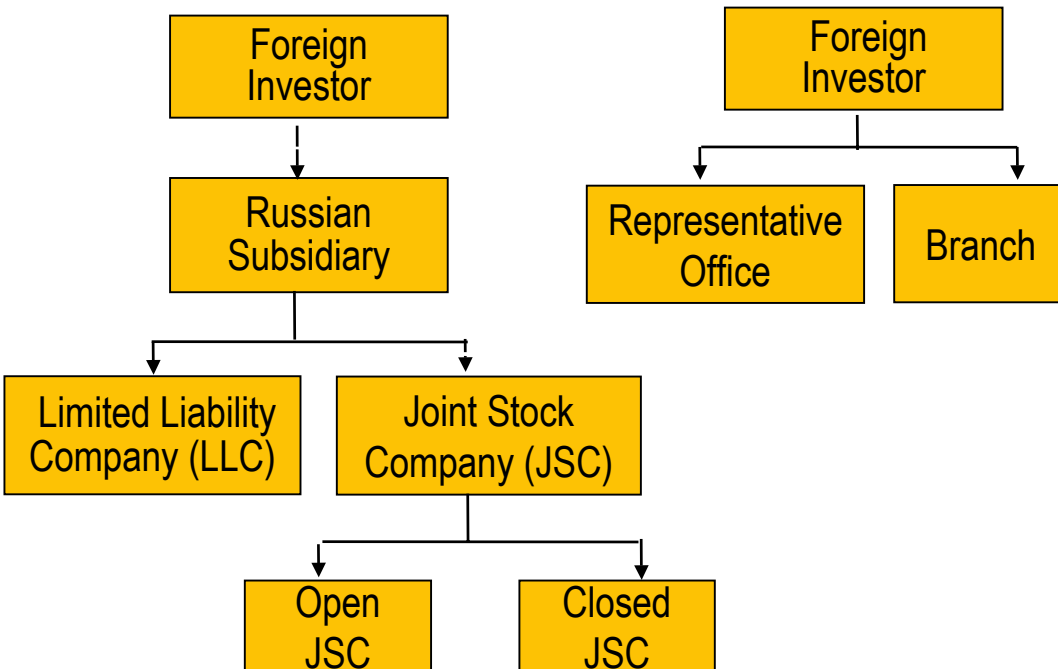 Foreign
Investor
Foreign
Investor
Russian
Subsidiary
Representative
Office
Branch
Limited Liability
Company (LLC)
Joint Stock
Company (JSC)
Open
JSC
Closed
JSC